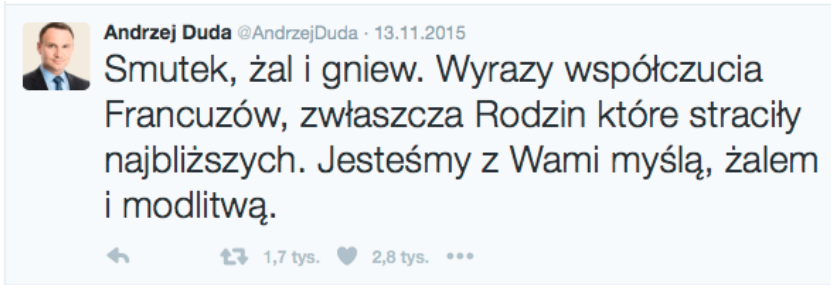 Andrzej Duda @AndrzejDuda · 13.11.2015
Smutek, żal i gniew. Wyrazy współczucia
Francuzów, zwłaszcza Rodzin które straciły
najbliższych. Jesteśmy z Wami myślą, żalem
i modlitwą.
1,7 tys. 2,8 tys.